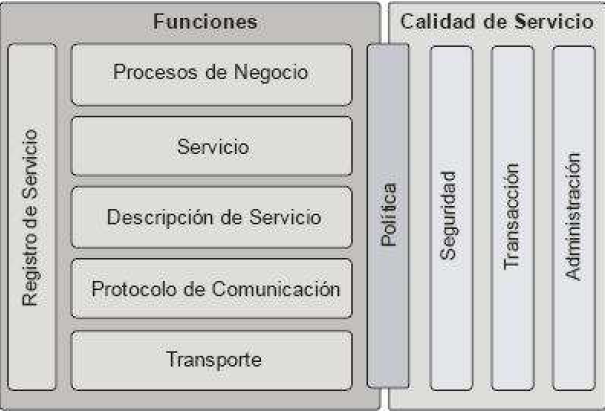 Funciones
Calidad de Servicio
Registro de Servicio
Procesos de Negocio
Servicio
Descripción de Servicio
Protocolo de Comunicación
Transporte
Política
Seguridad
Transacción
Administración